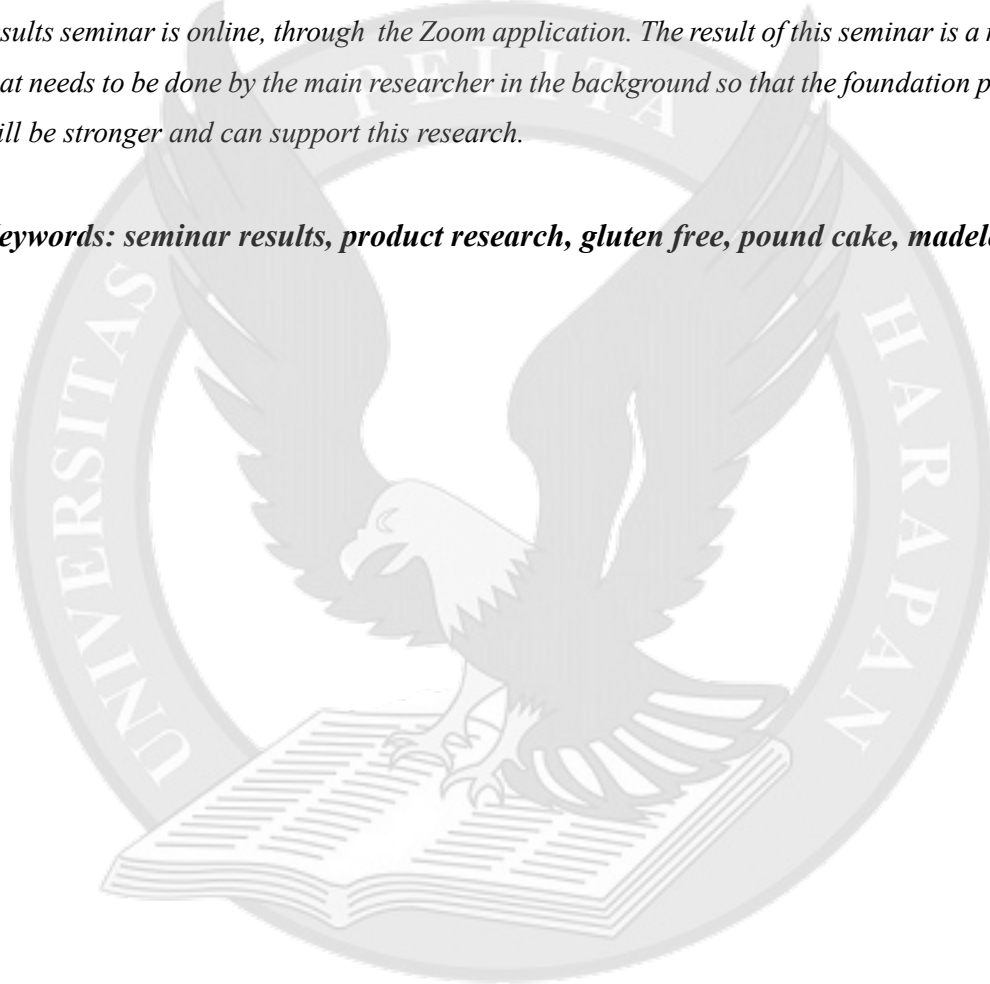 sults seminar is online, through the Zoom application. The result of this seminar is a
at needs to be done by the main researcher in the background so that the foundation
ill be stronger and can support this research.
eywords: seminar results, product research, gluten free, pound cake,
UNIVERSITAS
PELITA
HARAPAN